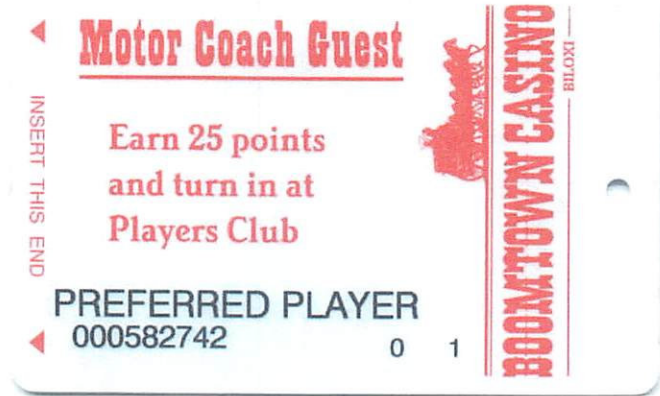 Motor Coach Guest
INSERT THIS END
Earn 25 points
and turn in at
Players Club
PREFERRED PLAYER
000582742 0 1
BOOMTOWN CASINO
BILOXI